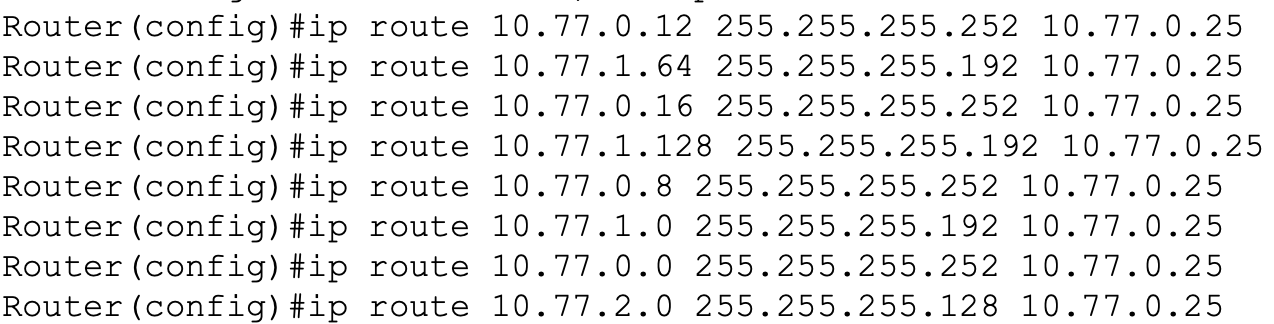 Router(config)#ip route 10.77.0.12 255.255.255.252 10.77.0.25
Router(config)#ip route 10.77.1.64 255.255.255.192 10.77.0.25
Router(config)#ip route 10.77.0.16 255.255.255.252 10.77.0.25
Router(config)#ip route 10.77.1.128 255.255.255.192 10.77.0.25
Router(config)#ip route 10.77.0.8 255.255.255.252 10.77.0.25
Router(config)#ip route 10.77.1.0 255.255.255.192 10.77.0.25
Router(config)#ip route 10.77.0.0 255.255.255.252 10.77.0.25
Router(config)#ip route 10.77.2.0 255.255.255.128 10.77.0.25